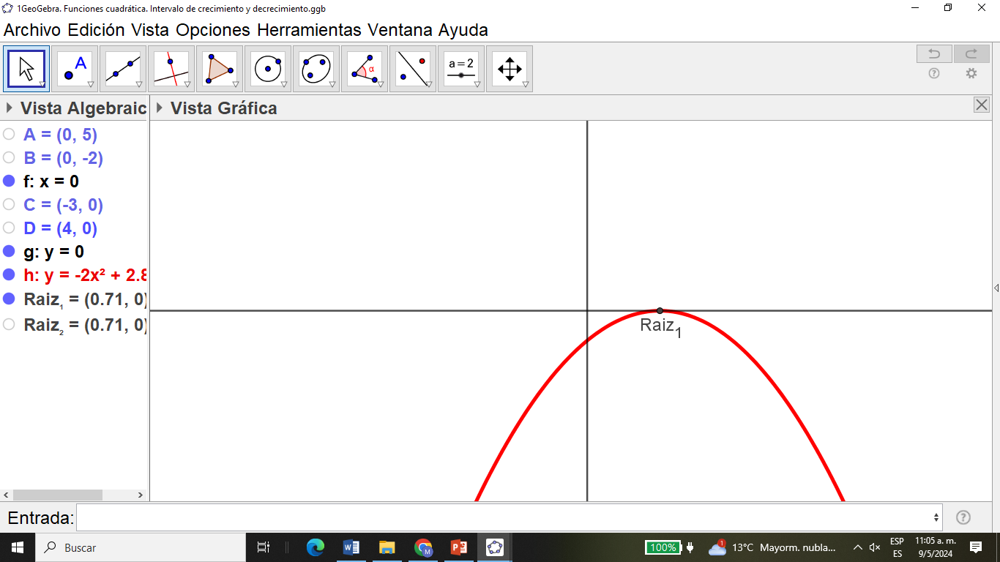 1GeoGebra. Funciones cuadrática. Intervalo de crecimiento y decrecimiento.ggb
Archivo Edición Vista Opciones Herramientas Ventana Ayuda
A
α
a = 2
Vista Algebraic
Vista Gráfica
A = (0, 5)
B = (0, -2)
f: x = 0
C = (-3, 0)
D = (4, 0)
g: y = 0
h: y = -2x² + 2.8
Raiz₁ = (0.71, 0)
Raiz₂ = (0.71, 0)
Raiz₁
Entrada:
Buscar
100%
1
13°C Mayorm. nubla...
ESP
ES
11:05 a. m.
9/5/2024